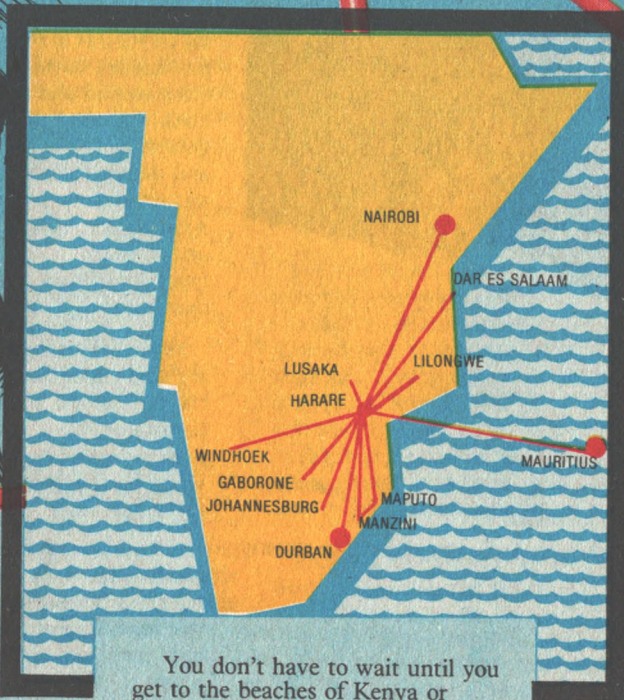 NAIROBI
DAR ES SALAAM
LUSAKA
LILONGWE
HARARE
WINDHOEK
MAURITIUS
GABORONE
JOHANNESBURG
MAPUTO
MANZINI
DURBAN
You don't have to wait until you
get to the beaches of Kenya or